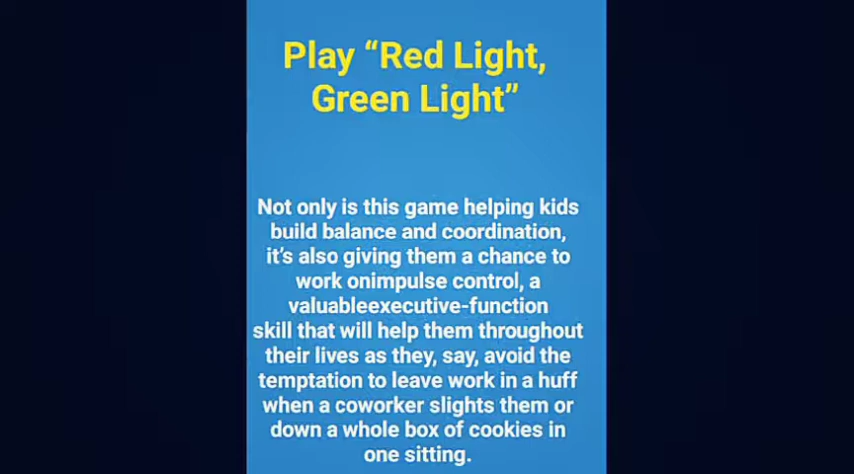 Play “Red Light,
Green Light”
Not only is this game helping kids
build balance and coordination,
it’s also giving them a chance to
work onimpulse control, a
valuableexecutive-function
skill that will help them throughout
their lives as they, say, avoid the
temptation to leave work in a huff
when a coworker slights them or
down a whole box of cookies in
one sitting.